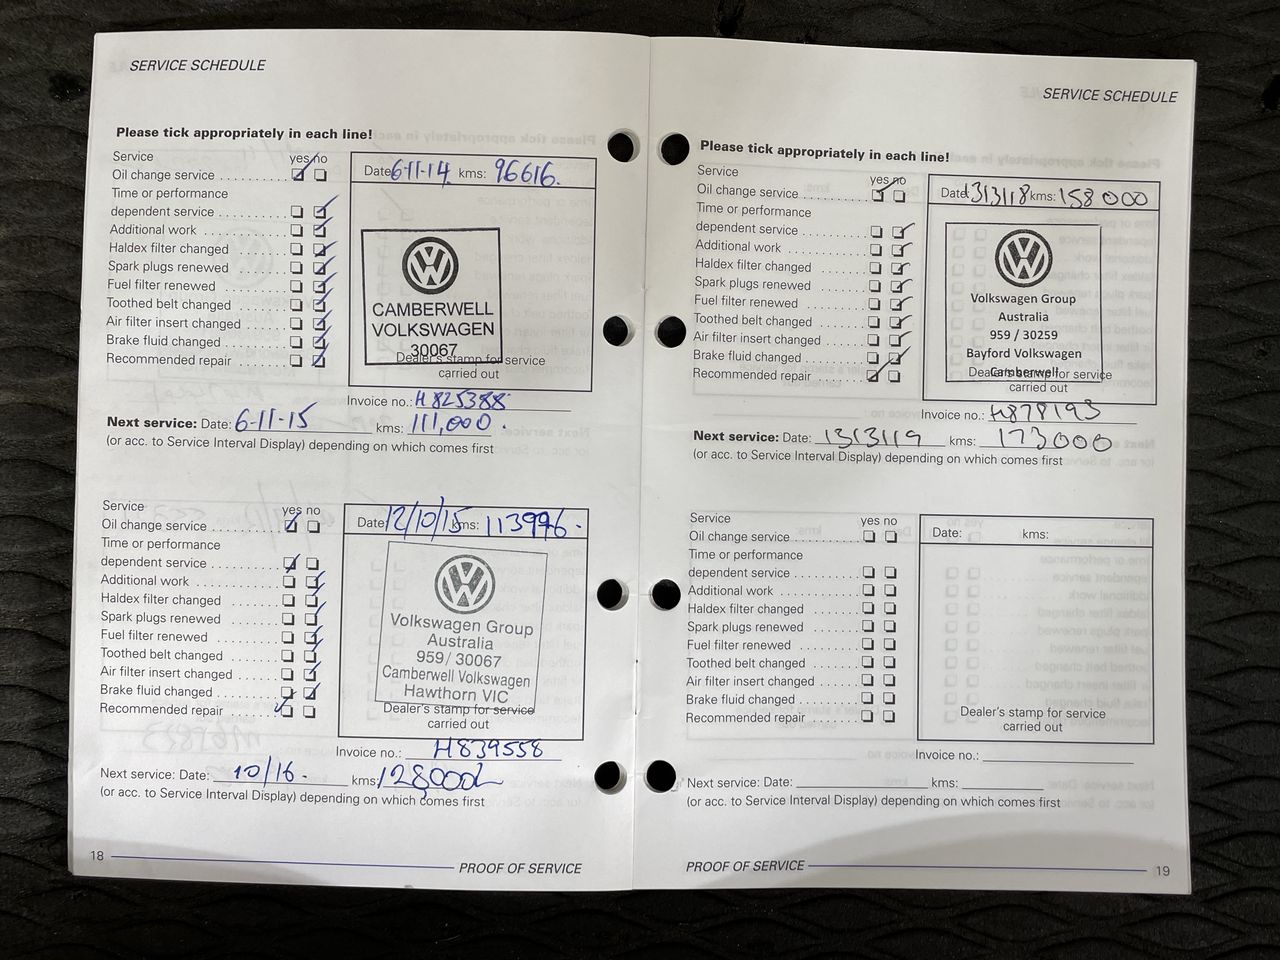 SERVICE SCHEDULE
Please tick appropriately in each line!
Service yes no
Oil change service
Time or performance
dependent service
Additional work
Haldex filter changed
Spark plugs renewed
Fuel filter renewed
Toothed belt changed
Air filter insert changed
Brake fluid changed
Recommended repair
Date 6-11-14 kms: 96616.
CAMBERWELL
VOLKSWAGEN
30067
Dealer's stamp for service
carried out
Invoice no.: H825388
Next service: Date: 6-11-15 kms: 111,000.
(or acc. to Service Interval Display) depending on which comes first
Service yes no
Oil change service
Time or performance
dependent service
Additional work
Haldex filter changed
Spark plugs renewed
Fuel filter renewed
Toothed belt changed
Air filter insert changed
Brake fluid changed
Recommended repair
Date 12/10/15 kms: 113996.
Volkswagen Group
Australia
959/ 30067
Camberwell Volkswagen
Hawthorn VIC
Dealer's stamp for service
carried out
Invoice no.: H839558
Next service: Date: 10/16. kms:
(or acc. to Service Interval Display) depending on which comes first
18 PROOF OF SERVICE
SERVICE SCHEDULE
Please tick appropriately in each line!
Service yes no
Oil change service
Time or performance
dependent service
Additional work
Haldex filter changed
Spark plugs renewed
Fuel filter renewed
Toothed belt changed
Air filter insert changed
Brake fluid changed
Recommended repair
Date 13/3/18 kms: 158000
Volkswagen Group
Australia
959 / 30259
Bayford Volkswagen
Camberwell
Dealer's stamp for service
carried out
Invoice no.: H878193
Next service: Date: 13/3/19 kms: 173000
(or acc. to Service Interval Display) depending on which comes first
Service yes no
Oil change service
Time or performance
dependent service
Additional work
Haldex filter changed
Spark plugs renewed
Fuel filter renewed
Toothed belt changed
Air filter insert changed
Brake fluid changed
Recommended repair
Date: kms:
Dealer's stamp for service
carried out
Invoice no.:
Next service: Date: kms:
(or acc. to Service Interval Display) depending on which comes first
PROOF OF SERVICE 19